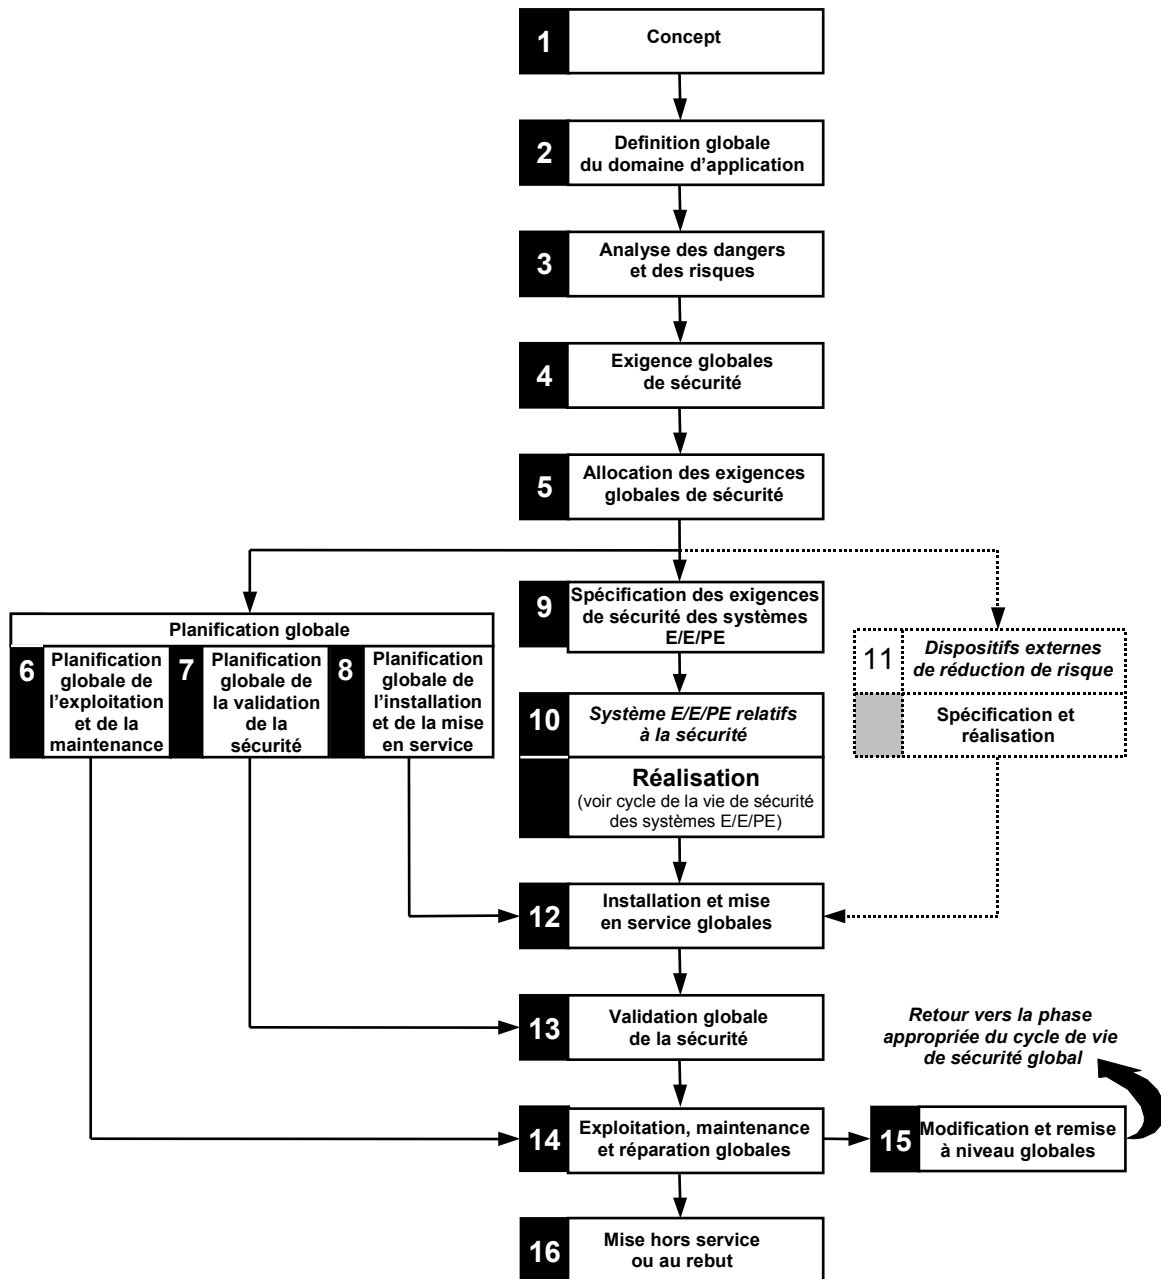 1
Concept
2
Definition globale
du domaine d'application
3
Analyse des dangers
et des risques
4
Exigence globales
de sécurité
5
Allocation des exigences
globales de sécurité
Planification globale
6
Planification
globale de
l'exploitation
et de la
maintenance
7
Planification
globale de
la validation
de la
sécurité
8
Planification
globale de
l'installation
et de la mise
en service
9
Spécification des exigences
de sécurité des systèmes
E/E/PE
10
Système E/E/PE relatifs
à la sécurité
Réalisation
(voir cycle de la vie de sécurité
des systèmes E/E/PE)
11
Dispositifs externes
de réduction de risque
Spécification et
réalisation
12
Installation et mise
en service globales
13
Validation globale
de la sécurité
Retour vers la phase
appropriée du cycle de vie
de sécurité global
14
Exploitation, maintenance
et réparation globales
15
Modification et remise
à niveau globales
16
Mise hors service
ou au rebut